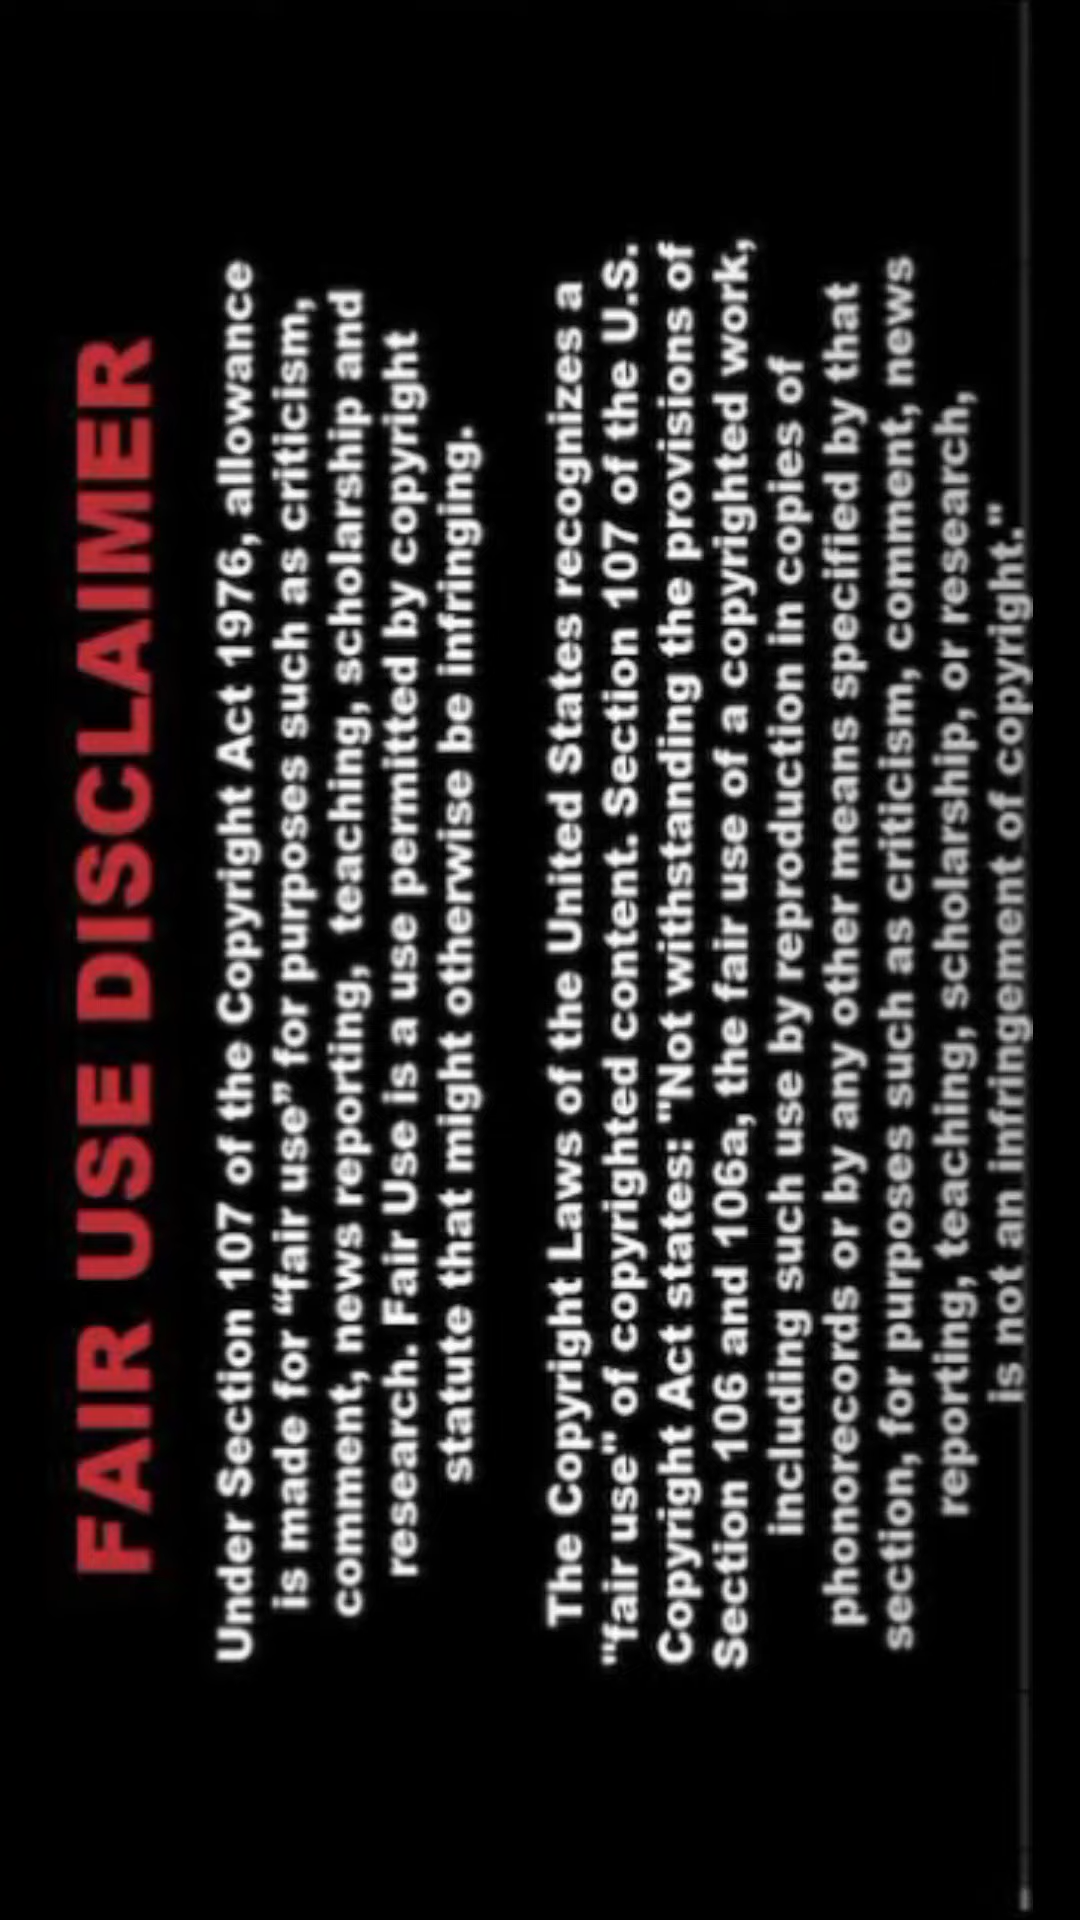 FAIR USE DISCLAIMER
Under Section 107 of the Copyright Act 1976, allowance
is made for “fair use” for purposes such as criticism,
comment, news reporting, teaching, scholarship and
research. Fair Use is a use permitted by copyright
statute that might otherwise be infringing.
The Copyright Laws of the United States recognizes a
"fair use" of copyrighted content. Section 107 of the U.S.
Copyright Act states: "Not withstanding the provisions of
Section 106 and 106a, the fair use of a copyrighted work,
including such use by reproduction in copies of
phonorecords or by any other means specified by that
section, for purposes such as criticism, comment, news
reporting, teaching, scholarship, or research,
is not an infringement of copyright."